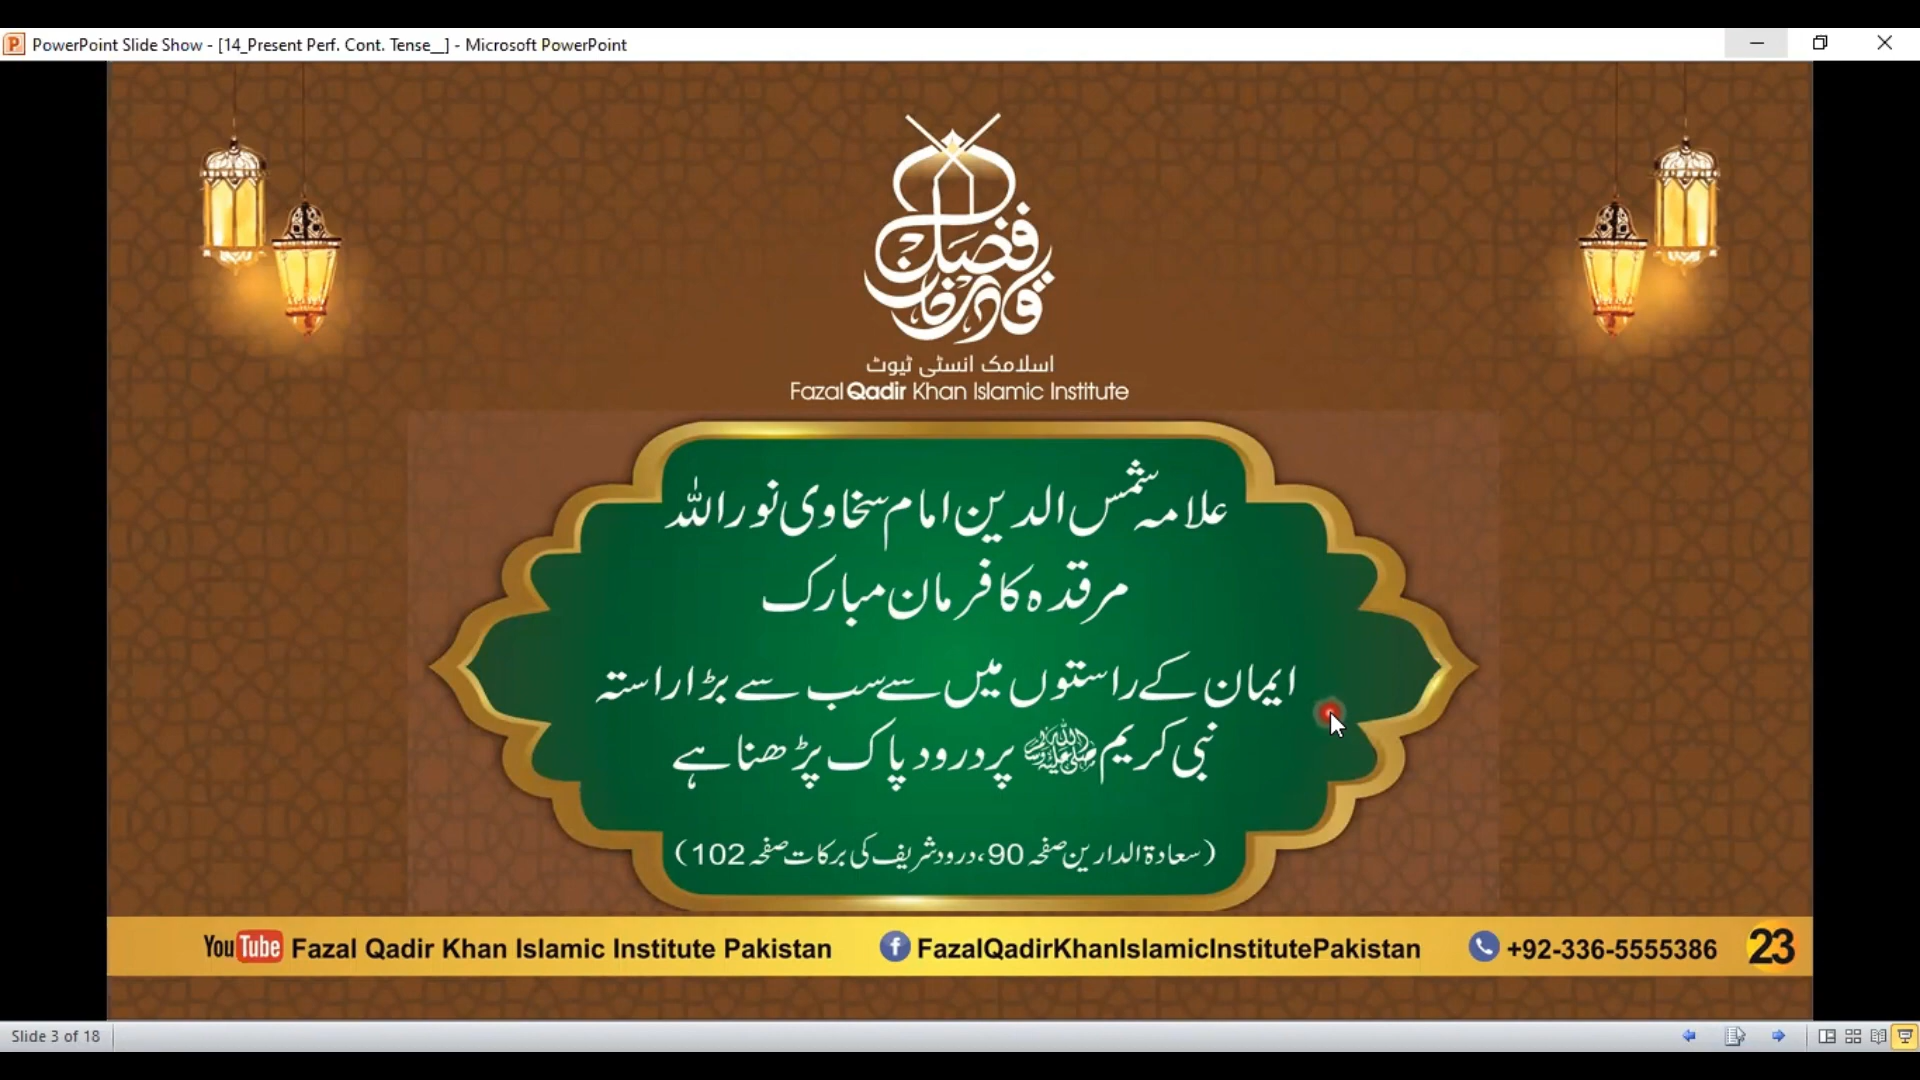 PowerPoint Slide Show - [14_Present Perf. Cont. Tense__] - Microsoft PowerPoint
فضل
قادر خان
اسلامک انسٹی ٹیوٹ
Fazal Qadir Khan Islamic Institute
علامہ شمس الدین امام سخاوی نور اللہ
مرقدہ کا فرمان مبارک
ایمان کے راستوں میں سے سب سے بڑا راستہ
نبی کریم ﷺ پر درود پاک پڑھنا ہے
(سعادۃ الدارین صفحہ 90، درود شریف کی برکات صفحہ 102)
YouTube Fazal Qadir Khan Islamic Institute Pakistan f FazalQadirKhanIslamicInstitutePakistan +92-336-5555386 23
Slide 3 of 18